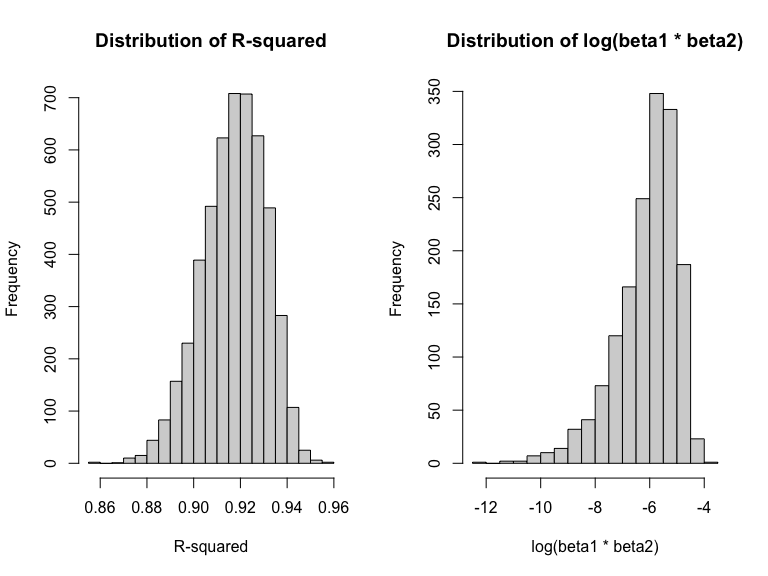 Distribution of R-squared
Frequency
0 100 200 300 400 500 600 700
0.86 0.88 0.90 0.92 0.94 0.96
R-squared
Distribution of log(beta1 * beta2)
Frequency
0 50 100 150 200 250 300 350
-12 -10 -8 -6 -4
log(beta1 * beta2)